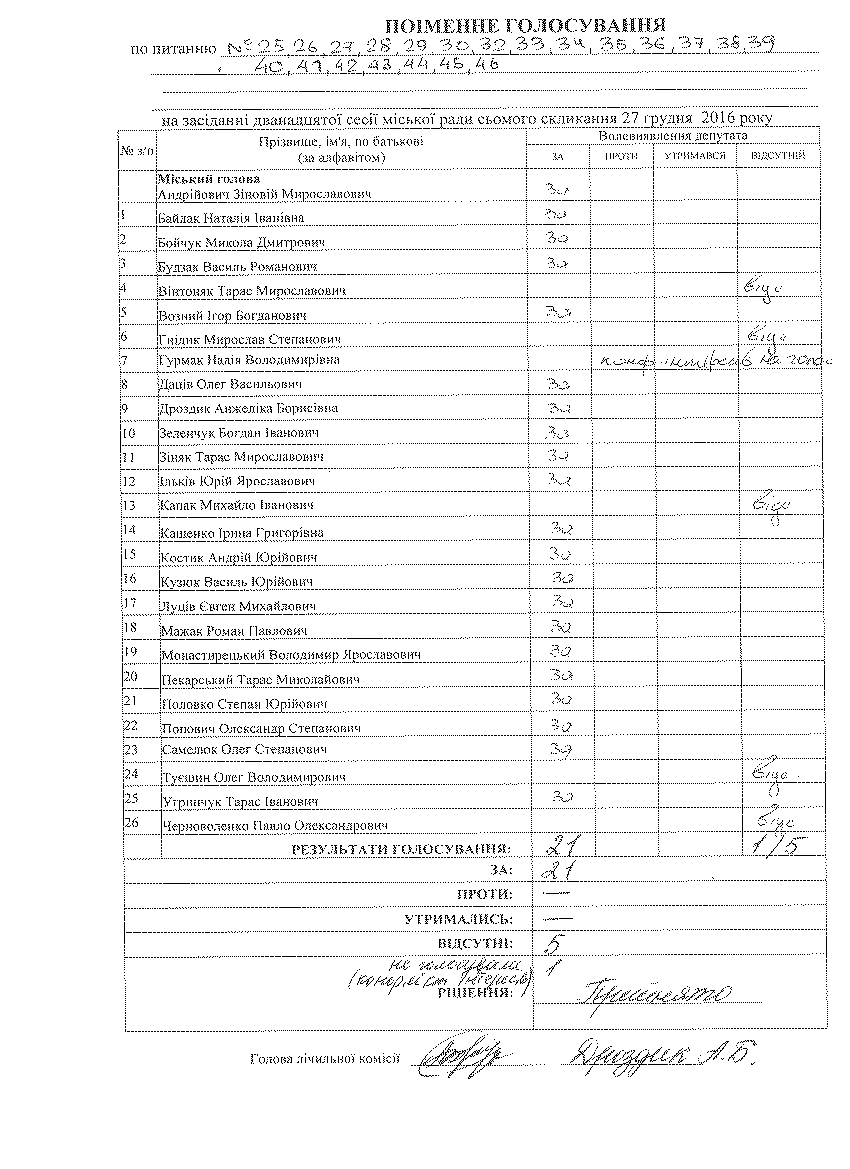 ПОІМЕННЕ ГОЛОСУВАННЯ
по питанню № 25, 26, 27, 28, 29, 30, 32, 33, 34, 35, 36, 37, 38, 39
40, 41, 42, 43, 44, 45, 46
на засіданні дванадцятої сесії міської ради сьомого скликання 27 грудня 2016 року
№ з/п Прізвище, ім'я, по батькові (за алфавітом) Волевиявлення депутата
ЗА ПРОТИ УТРИМАВСЯ ВІДСУТНІЙ
Міський голова
Андрійович Зіновій Мирославович за
1 Байдак Наталія Іванівна за
2 Бойчук Микола Дмитрович за
3 Будзак Василь Романович за
4 Вінтоняк Тарас Мирославович відс
5 Возний Ігор Богданович за
6 Гнідик Мирослав Степанович відс
7 Гурмак Надія Володимирівна конф
8 Даців Олег Васильович за
9 Дроздик Анжеліка Борисівна за
10 Зеленчук Богдан Іванович за
11 Зіняк Тарас Мирославович за
12 Ільків Юрій Ярославович за
13 Капак Михайло Іванович відс
14 Кащенко Ірина Григорівна за
15 Костик Андрій Юрійович за
16 Кузюк Василь Юрійович за
17 Луців Євген Михайлович за
18 Мажак Роман Павлович за
19 Монастирецький Володимир Ярославович за
20 Пекарський Тарас Миколайович за
21 Половко Степан Юрійович за
22 Попович Олександр Степанович за
23 Самелюк Олег Степанович за
24 Туєшин Олег Володимирович відс
25 Угринчук Тарас Іванович за
26 Черноволенко Павло Олександрович відс
РЕЗУЛЬТАТИ ГОЛОСУВАННЯ: 21 1/5
ЗА: 21
ПРОТИ: —
УТРИМАЛИСЬ: —
ВІДСУТНІ: 5
не голосували 1
(конфлікт інтересів)
РІШЕННЯ: Прийнято
Голова лічильної комісії Дроздик А.Б.